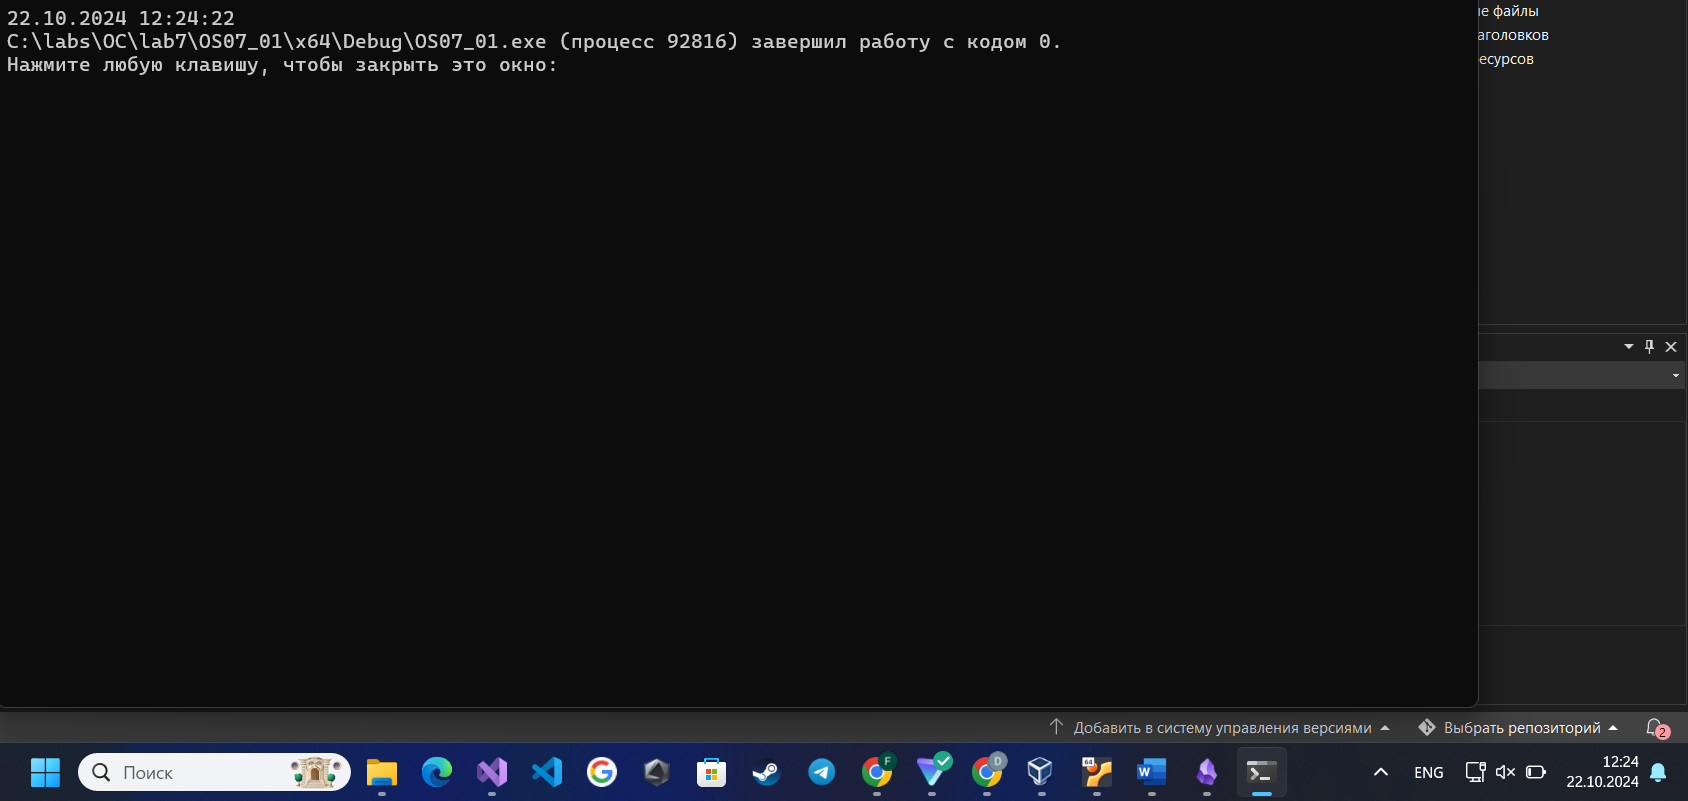 22.10.2024 12:24:22
C:\labs\OC\lab7\OS07_01\x64\Debug\OS07_01.exe (процесс 92816) завершил работу с кодом 0.
Нажмите любую клавишу, чтобы закрыть это окно:
файлы
Добавить в систему управления версиями
Выбрать репозиторий
2
Поиск
F
D
64
W
ENG
12:24
22.10.2024